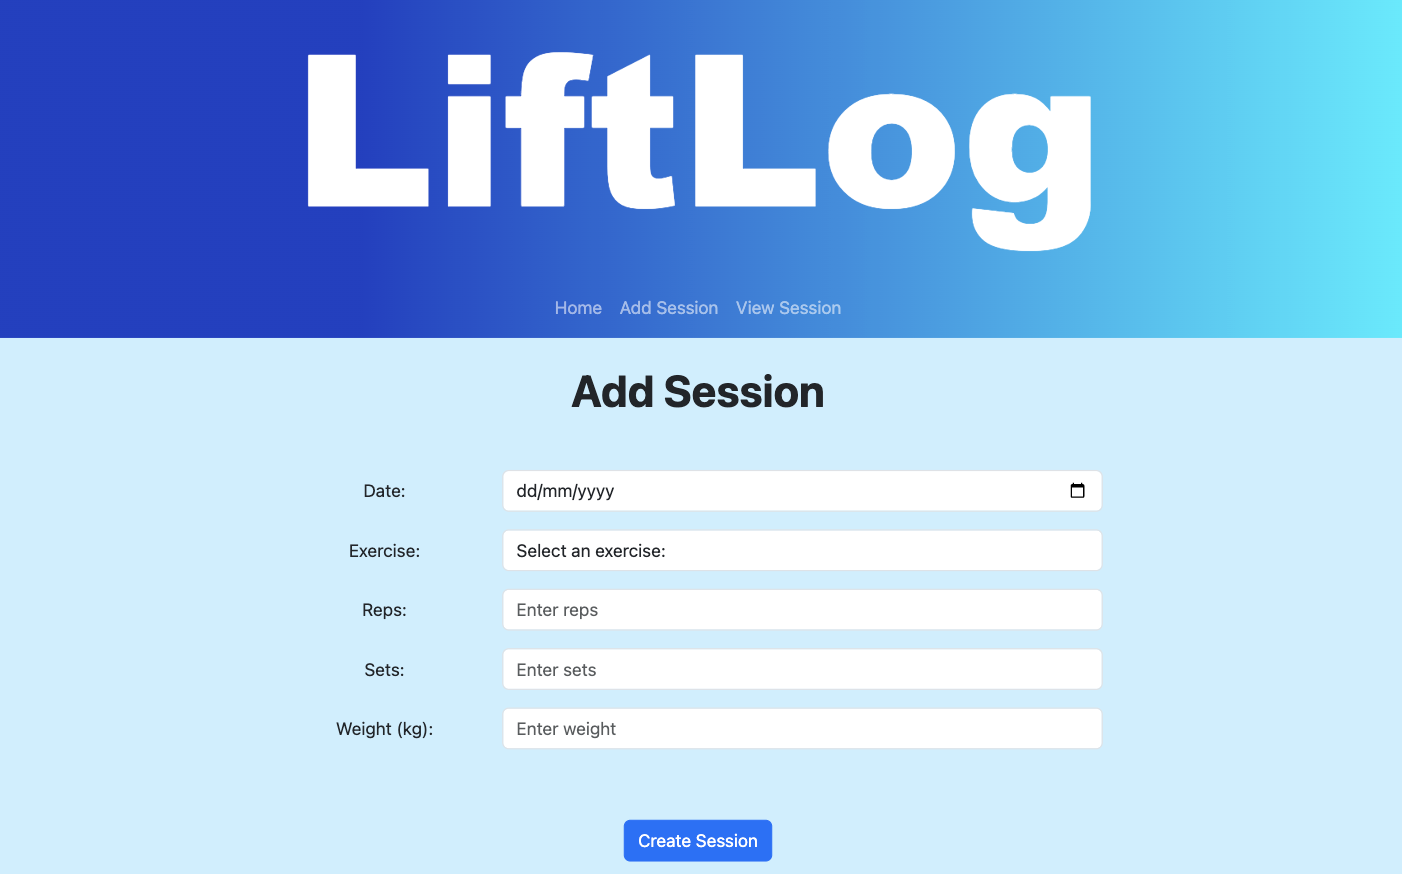 LiftLog
Home Add Session View Session
Add Session
Date: dd/mm/yyyy
Exercise: Select an exercise:
Reps: Enter reps
Sets: Enter sets
Weight (kg): Enter weight
Create Session